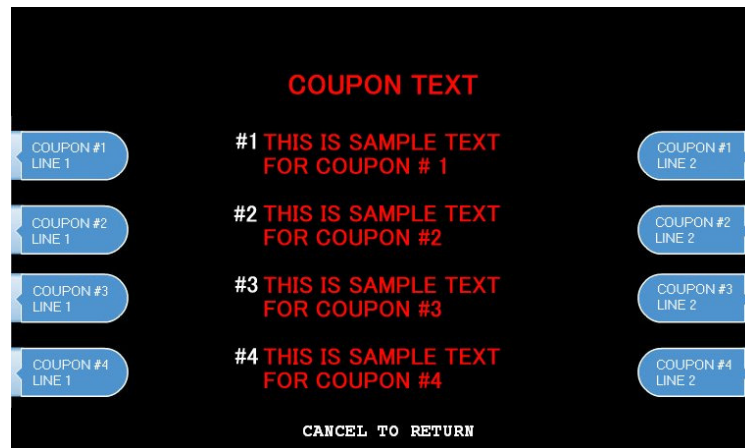 COUPON TEXT
COUPON #1
LINE 1
#1 THIS IS SAMPLE TEXT
FOR COUPON # 1
COUPON #1
LINE 2
COUPON #2
LINE 1
#2 THIS IS SAMPLE TEXT
FOR COUPON #2
COUPON #2
LINE 2
COUPON #3
LINE 1
#3 THIS IS SAMPLE TEXT
FOR COUPON #3
COUPON #3
LINE 2
COUPON #4
LINE 1
#4 THIS IS SAMPLE TEXT
FOR COUPON #4
COUPON #4
LINE 2
CANCEL TO RETURN